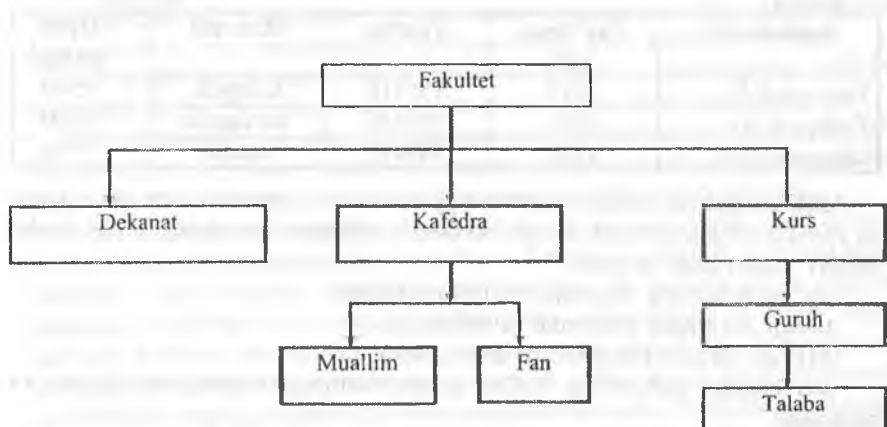 Fakultet
Dekanat
Kafedra
Kurs
Muallim
Fan
Guruh
Talaba